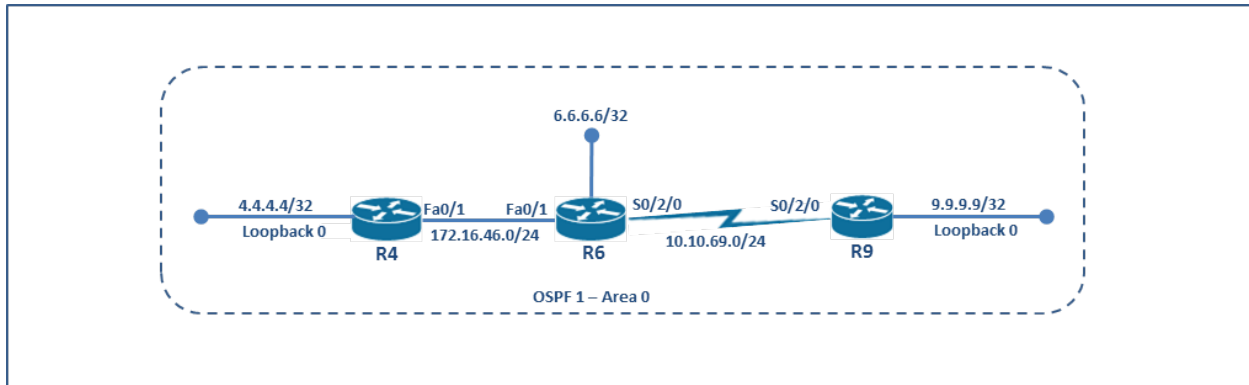 6.6.6.6/32
4.4.4.4/32
Fa0/1
Fa0/1
S0/2/0
S0/2/0
9.9.9.9/32
Loopback 0
172.16.46.0/24
10.10.69.0/24
Loopback 0
R4
R6
R9
OSPF 1 – Area 0